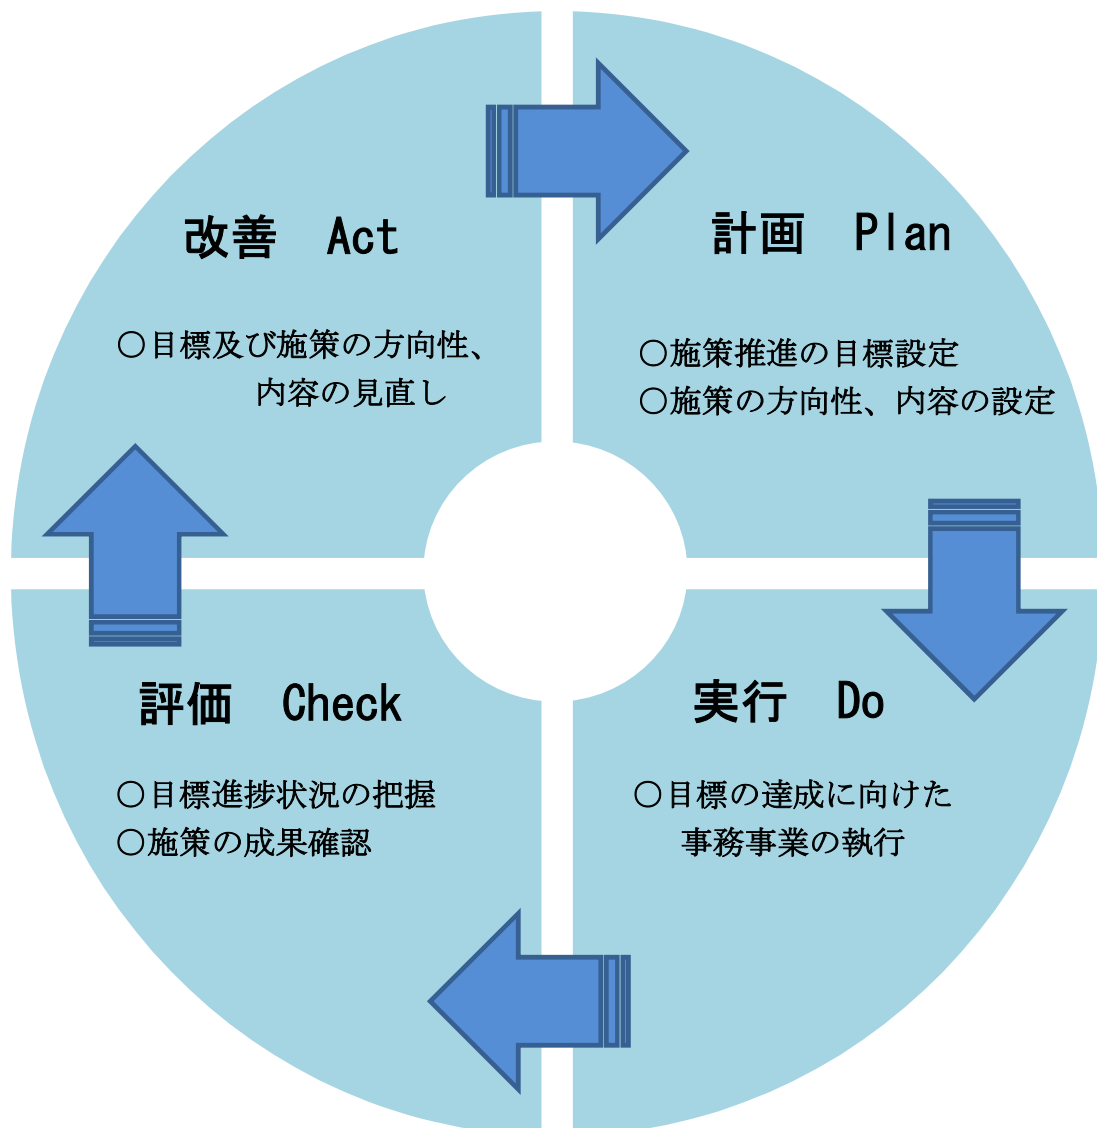 改善　Act
○目標及び施策の方向性、
内容の見直し
計画　Plan
○施策推進の目標設定
○施策の方向性、内容の設定
評価　Check
○目標進捗状況の把握
○施策の成果確認
実行　Do
○目標の達成に向けた
事務事業の執行